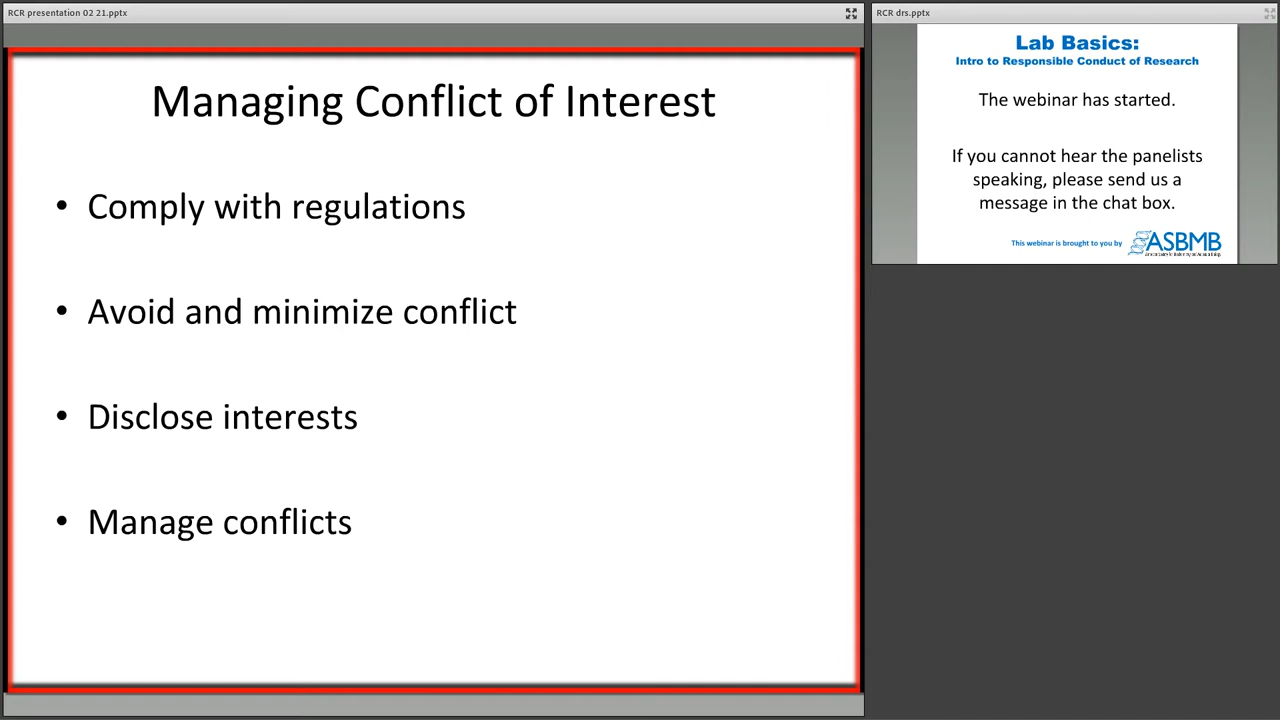 RCR presentation 02 21.pptx
Managing Conflict of Interest
• Comply with regulations
• Avoid and minimize conflict
• Disclose interests
• Manage conflicts
RCR drs.pptx
Lab Basics:
Intro to Responsible Conduct of Research
The webinar has started.
If you cannot hear the panelists
speaking, please send us a
message in the chat box.
This webinar is brought to you by
ASBMB